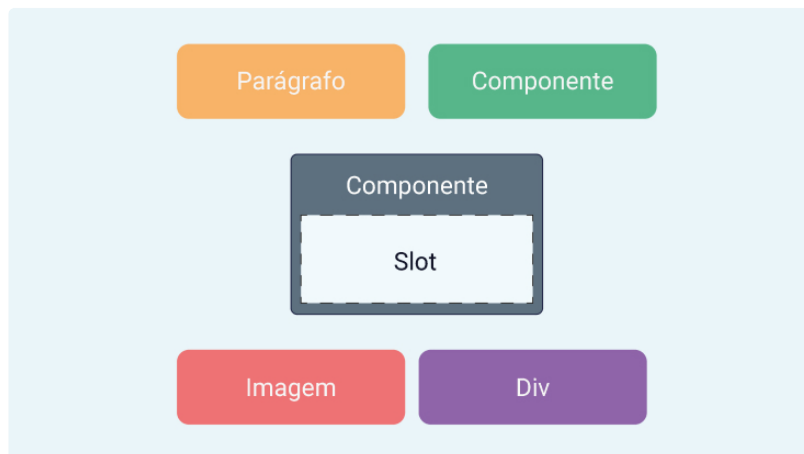 Parágrafo
Componente
Componente
Slot
Imagem
Div